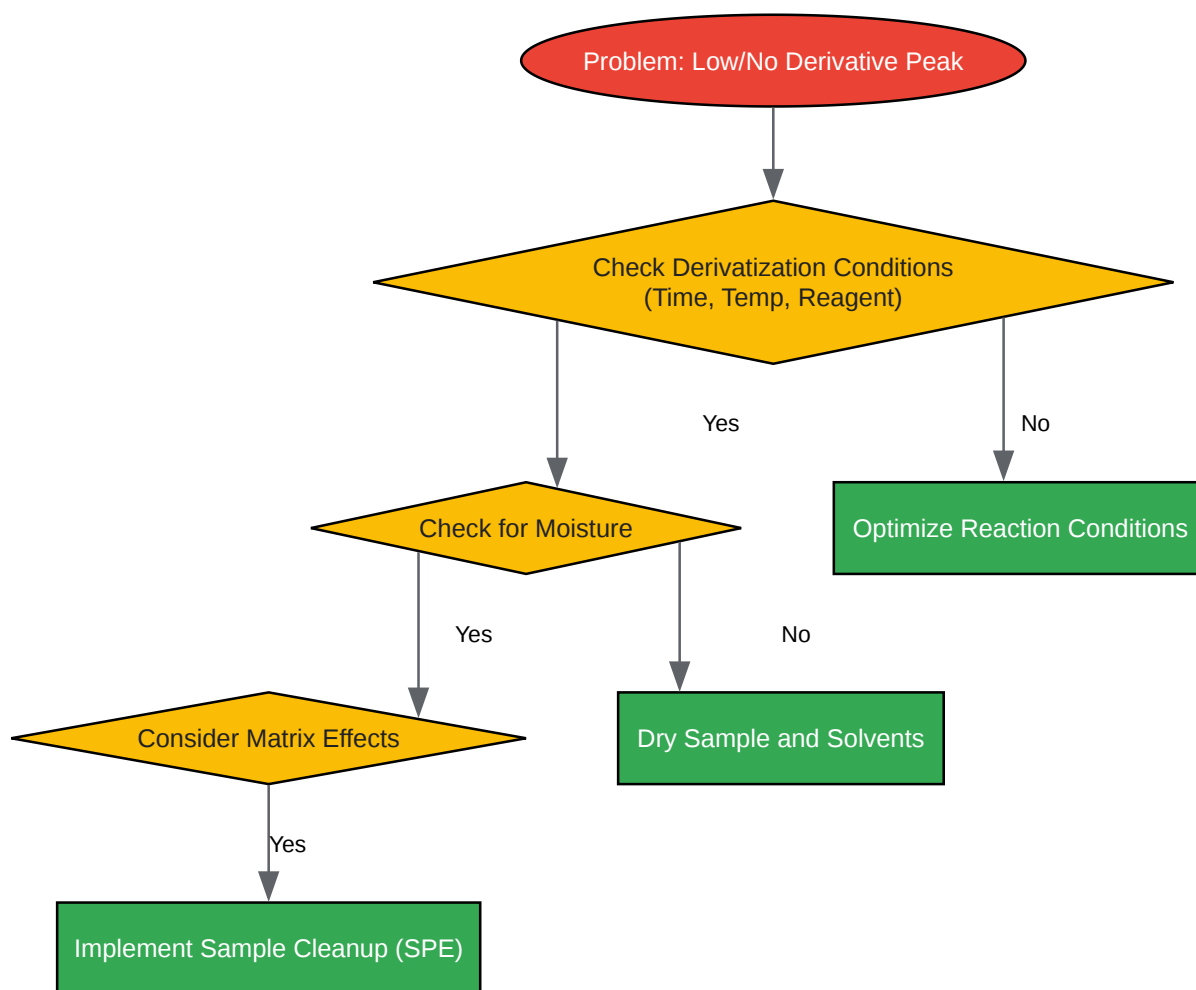 Problem: Low/No Derivative Peak
Check Derivatization Conditions
(Time, Temp, Reagent)
Yes
No
Check for Moisture
Optimize Reaction Conditions
Yes
No
Consider Matrix Effects
Dry Sample and Solvents
Yes
Implement Sample Cleanup (SPE)